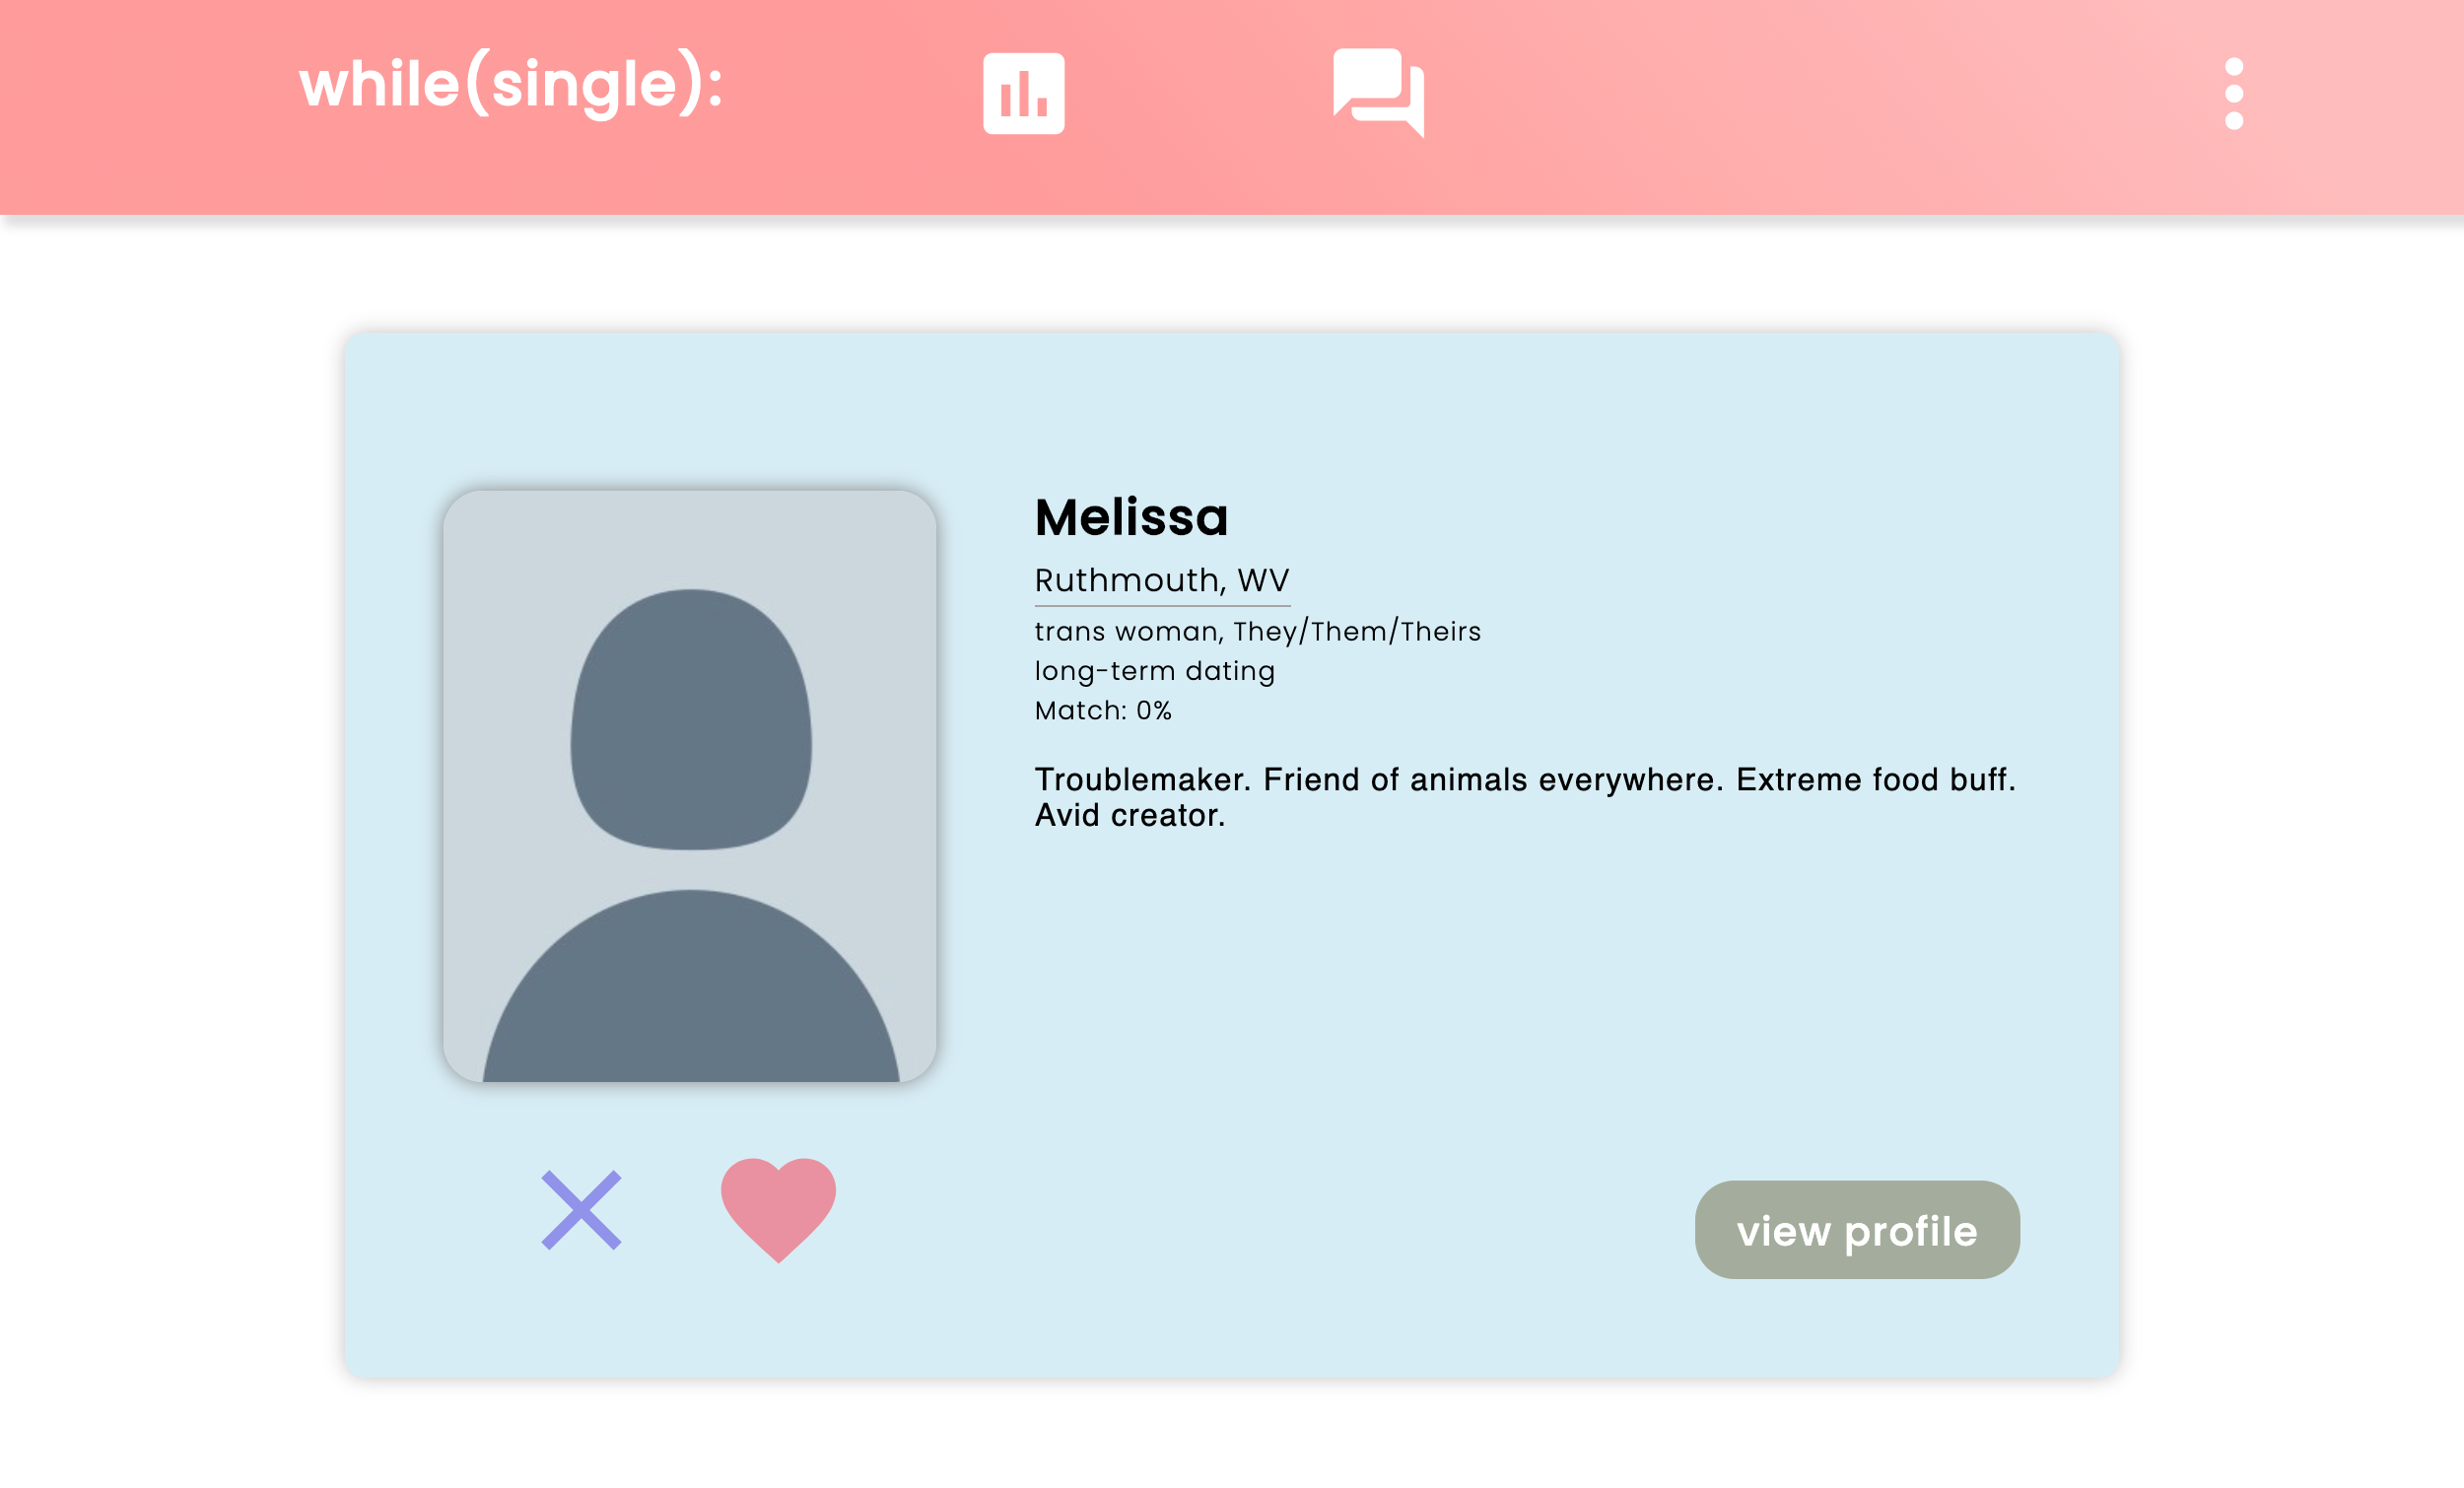 while(single):
Melissa
Ruthmouth, WV
trans woman, They/Them/Theirs
long-term dating
Match: 0%
Troublemaker. Friend of animals everywhere. Extreme food buff.
Avid creator.
view profile